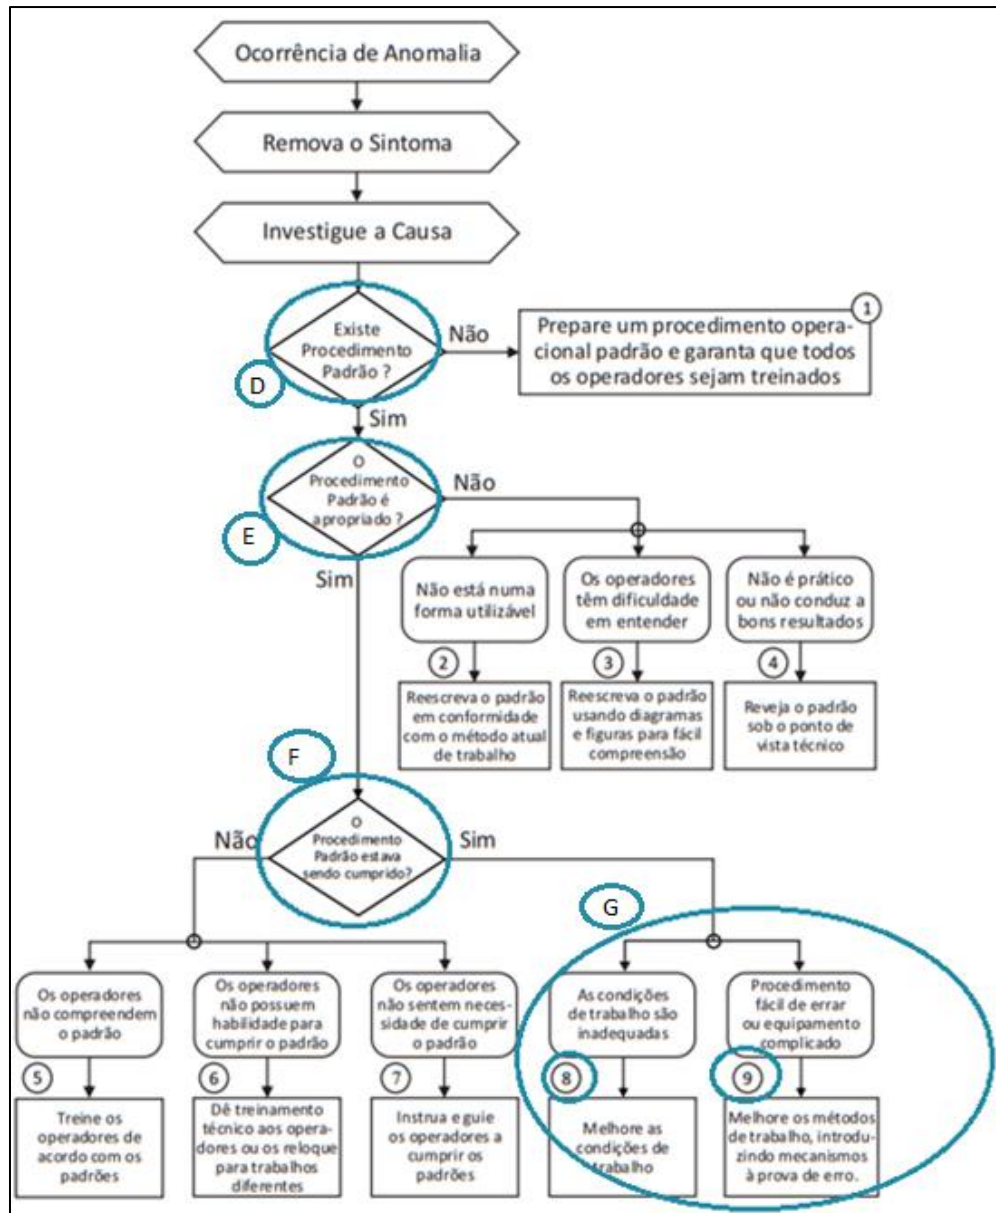 Ocorrência de Anomalia
Remova o Sintoma
Investigue a Causa
Existe
Procedimento
Padrão ?
D
Não
1
Prepare um procedimento opera-
cional padrão e garanta que todos
os operadores sejam treinados
Sim
O
Procedimento
Padrão é
apropriado ?
E
Não
Sim
Não está numa
forma utilizável
Os operadores
têm dificuldade
em entender
Não é prático
ou não conduz a
bons resultados
2
3
4
Reescreva o padrão
em conformidade
com o método atual
de trabalho
Reescreva o padrão
usando diagramas
e figuras para fácil
compreensão
Reveja o padrão
sob o ponto de
vista técnico
F
O
Procedimento
Padrão estava
sendo cumprido?
Não
Sim
G
Os operadores
não compreendem
o padrão
Os operadores
não possuem
habilidade para
cumprir o padrão
Os operadores
não sentem neces-
sidade de cumprir
o padrão
As condições
de trabalho são
inadequadas
Procedimento
fácil de errar
ou equipamento
complicado
5
6
7
8
9
Treine os
operadores de
acordo com os
padrões
Dê treinamento
técnico aos opera-
dores ou os reloque
para trabalhos
diferentes
Instrua e guie
os operadores a
cumprir os
padrões
Melhore as
condições de
trabalho
Melhore os métodos
de trabalho, introdu-
zindo mecanismos
à prova de erro.